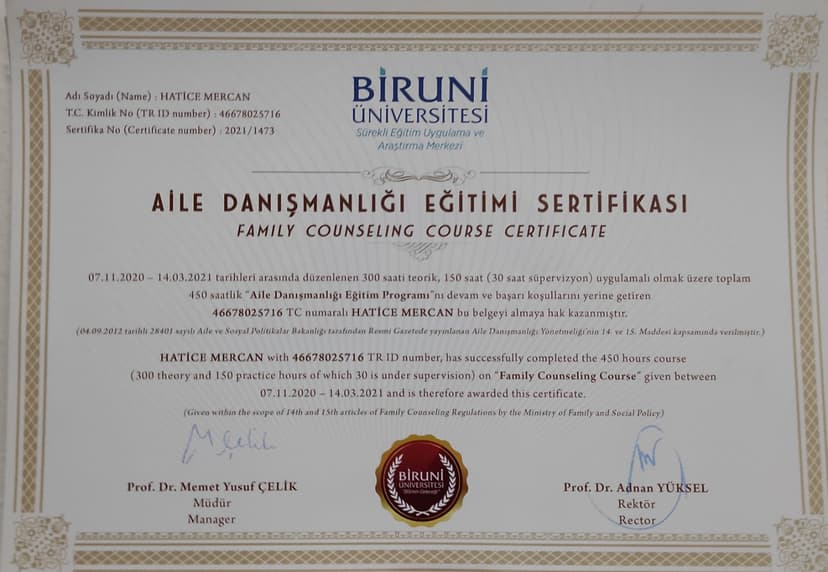 Adı Soyadı (Name) : HATİCE MERCAN
T.C. Kimlik No (TR ID number) : 46678025716
Sertifika No (Certificate number) : 2021/1473
BİRUNİ
ÜNİVERSİTESİ
Sürekli Eğitim Uygulama ve
Araştırma Merkezi
AİLE DANIŞMANLIĞI EĞİTİMİ SERTİFİKASI
FAMILY COUNSELING COURSE CERTIFICATE
07.11.2020 – 14.03.2021 tarihleri arasında düzenlenen 300 saati teorik, 150 saat (30 saat süpervizyon) uygulamalı olmak üzere toplam
450 saatlik “Aile Danışmanlığı Eğitim Programı”nı devam ve başarı koşullarını yerine getiren
46678025716 TC numaralı HATİCE MERCAN bu belgeyi almaya hak kazanmıştır.
(04.09.2012 tarihli 28401 sayılı Aile ve Sosyal Politikalar Bakanlığı tarafından Resmi Gazetede yayınlanan Aile Danışmanlığı Yönetmeliği'nin 14. ve 15. Maddesi kapsamında verilmiştir.)
HATİCE MERCAN with 46678025716 TR ID number, has successfully completed the 450 hours course
(300 theory and 150 practice hours of which 30 is under supervision) on “Family Counseling Course” given between
07.11.2020 – 14.03.2021 and is therefore awarded this certificate.
(Given within the scope of 14th and 15th articles of Family Counseling Regulations by the Ministry of Family and Social Policy)
M Çelik
Prof. Dr. Memet Yusuf ÇELİK
Müdür
Manager
BİRUNİ
ÜNİVERSİTESİ
"Bilimin Geleceği"
Prof. Dr. Adnan YÜKSEL
Rektör
Rector